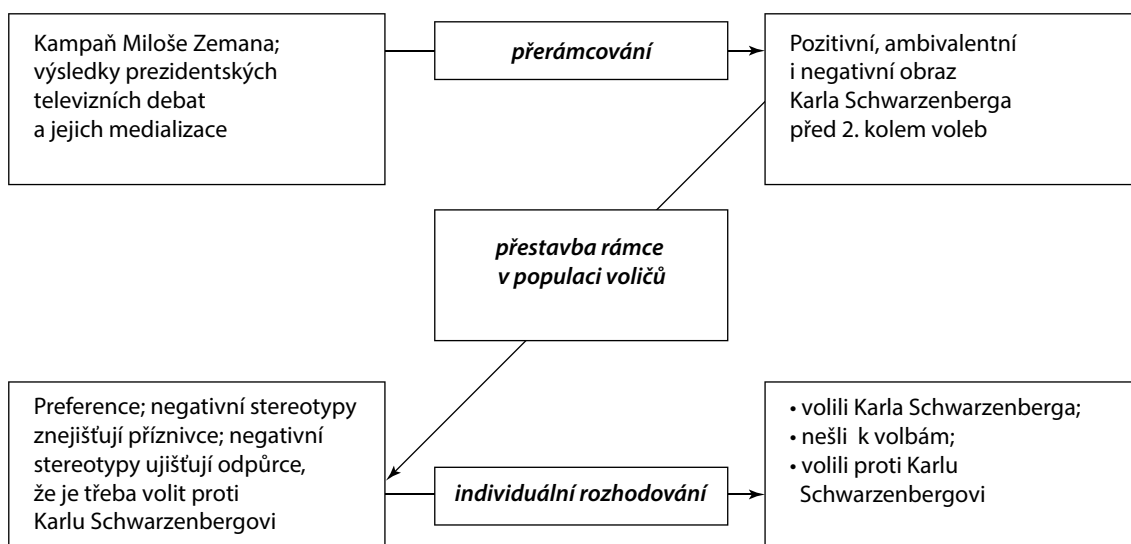 Kampaň Miloše Zemana;
výsledky prezidentských
televizních debat
a jejich medializace
přerámcování
Pozitivní, ambivalentní
i negativní obraz
Karla Schwarzenberga
před 2. kolem voleb
přestavba rámce
v populaci voličů
Preference; negativní stereotypy
znejišťují příznivce; negativní
stereotypy ujišťují odpůrce,
že je třeba volit proti
Karlu Schwarzenbergovi
individuální rozhodování
• volili Karla Schwarzenberga;
• nešli k volbám;
• volili proti Karlu
Schwarzenbergovi